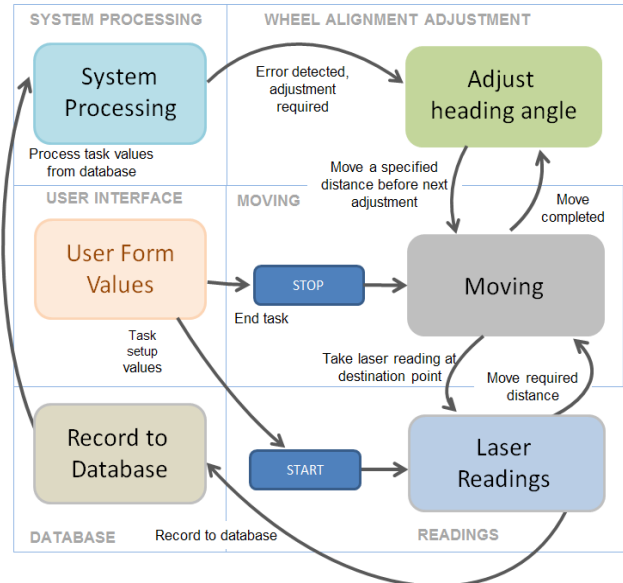 SYSTEM PROCESSING
WHEEL ALIGNMENT ADJUSTMENT
System
Processing
Error detected,
adjustment
required
Adjust
heading angle
Process task values
from database
Move a specified
distance before next
adjustment
Move
completed
USER INTERFACE
MOVING
User Form
Values
STOP
Moving
End task
Task
setup
values
Take laser reading at
destination point
Move required
distance
Record to
Database
START
Laser
Readings
DATABASE
Record to database
READINGS